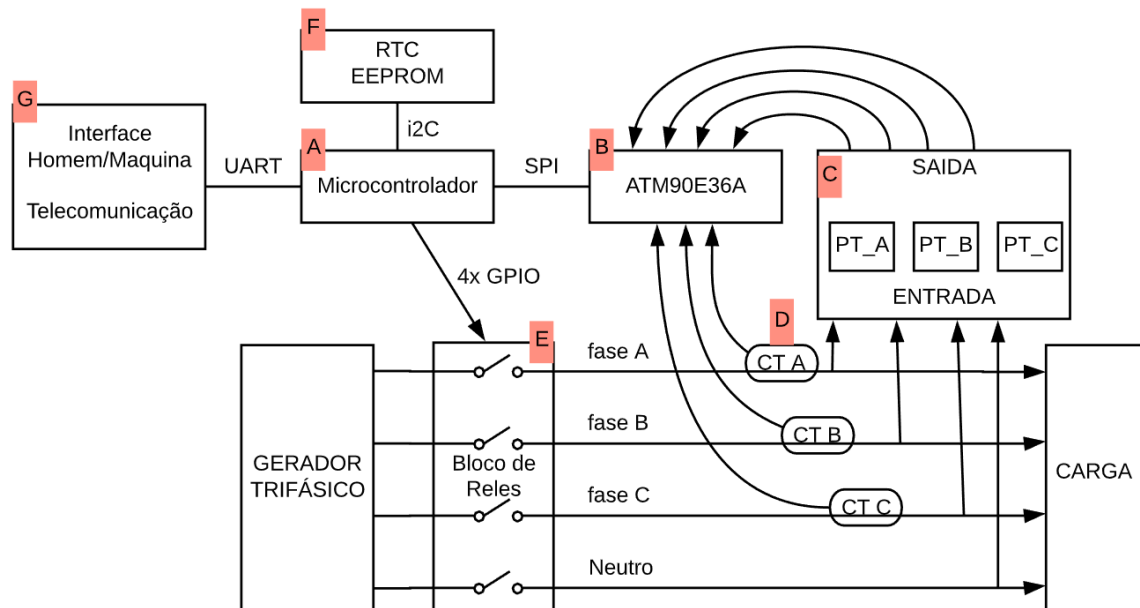 F
RTC
EEPROM
G
Interface
Homem/Maquina
Telecomunicação
UART
i2C
A
Microcontrolador
SPI
B
ATM90E36A
C
SAIDA
PT_A
PT_B
PT_C
ENTRADA
4x GPIO
D
E
fase A
CT A
fase B
CT B
GERADOR
TRIFÁSICO
Bloco de
Reles
fase C
CT C
CARGA
Neutro